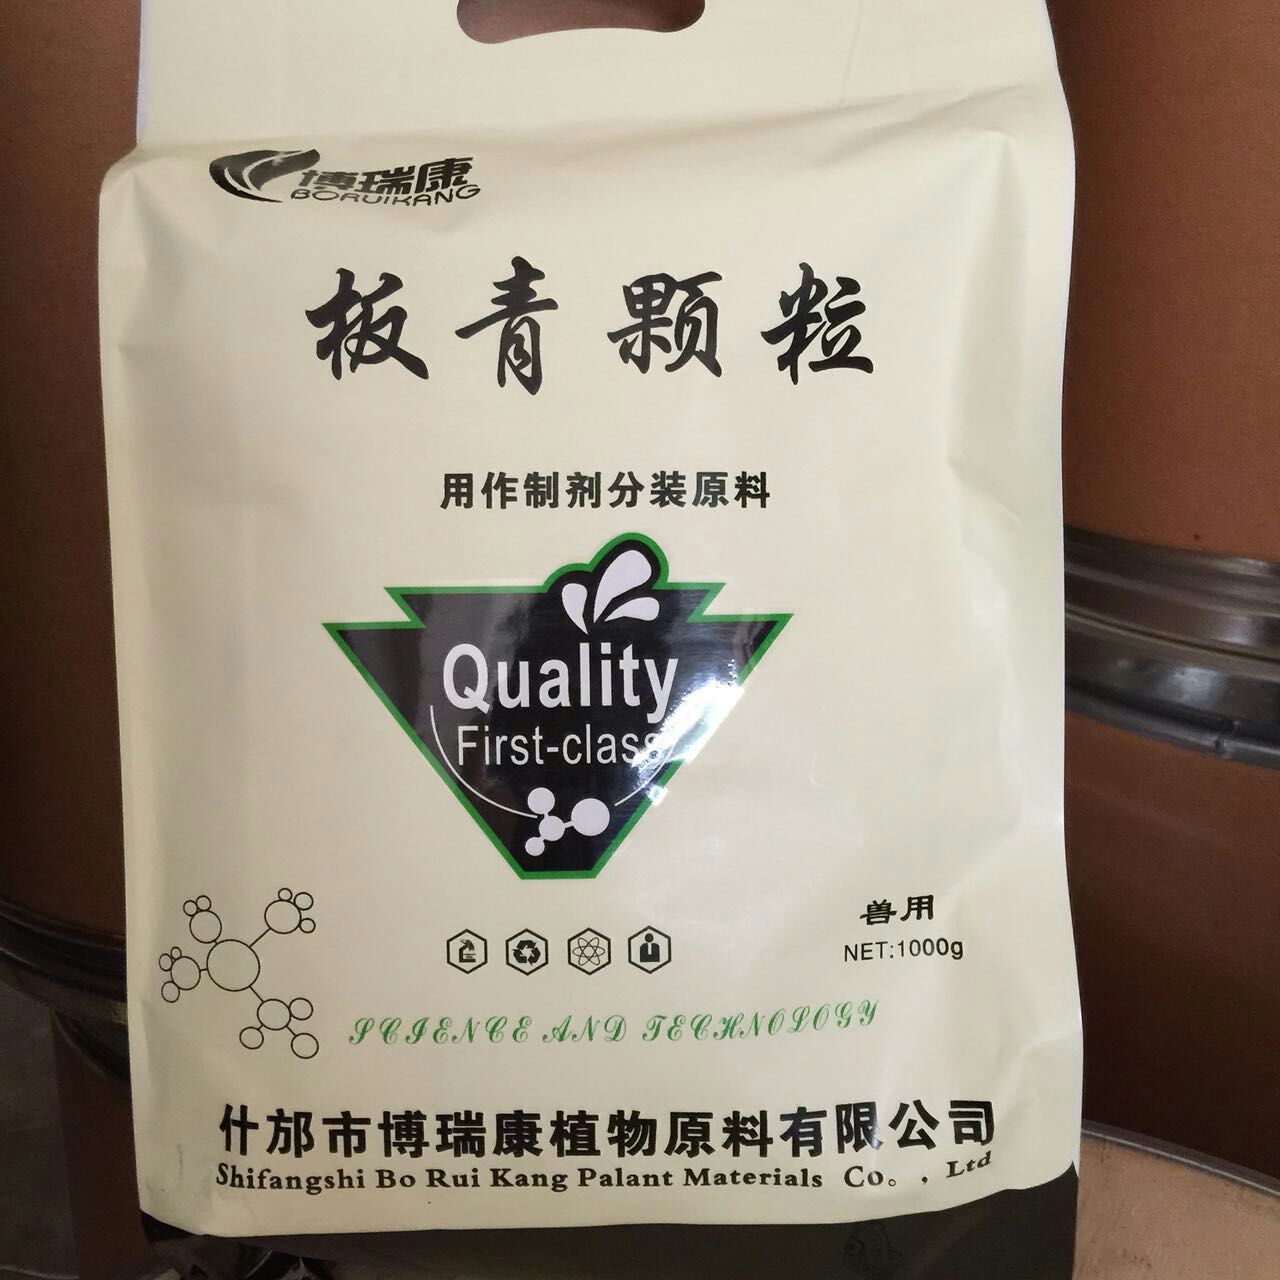 博瑞康
BORUIKANG
板青颗粒
用作制剂分装原料
Quality
First-class
兽用
NET:1000g
SCIENCE AND TECHNOLOGY
什邡市博瑞康植物原料有限公司
Shifangshi Bo Rui Kang Palant Materials Co。, Ltd